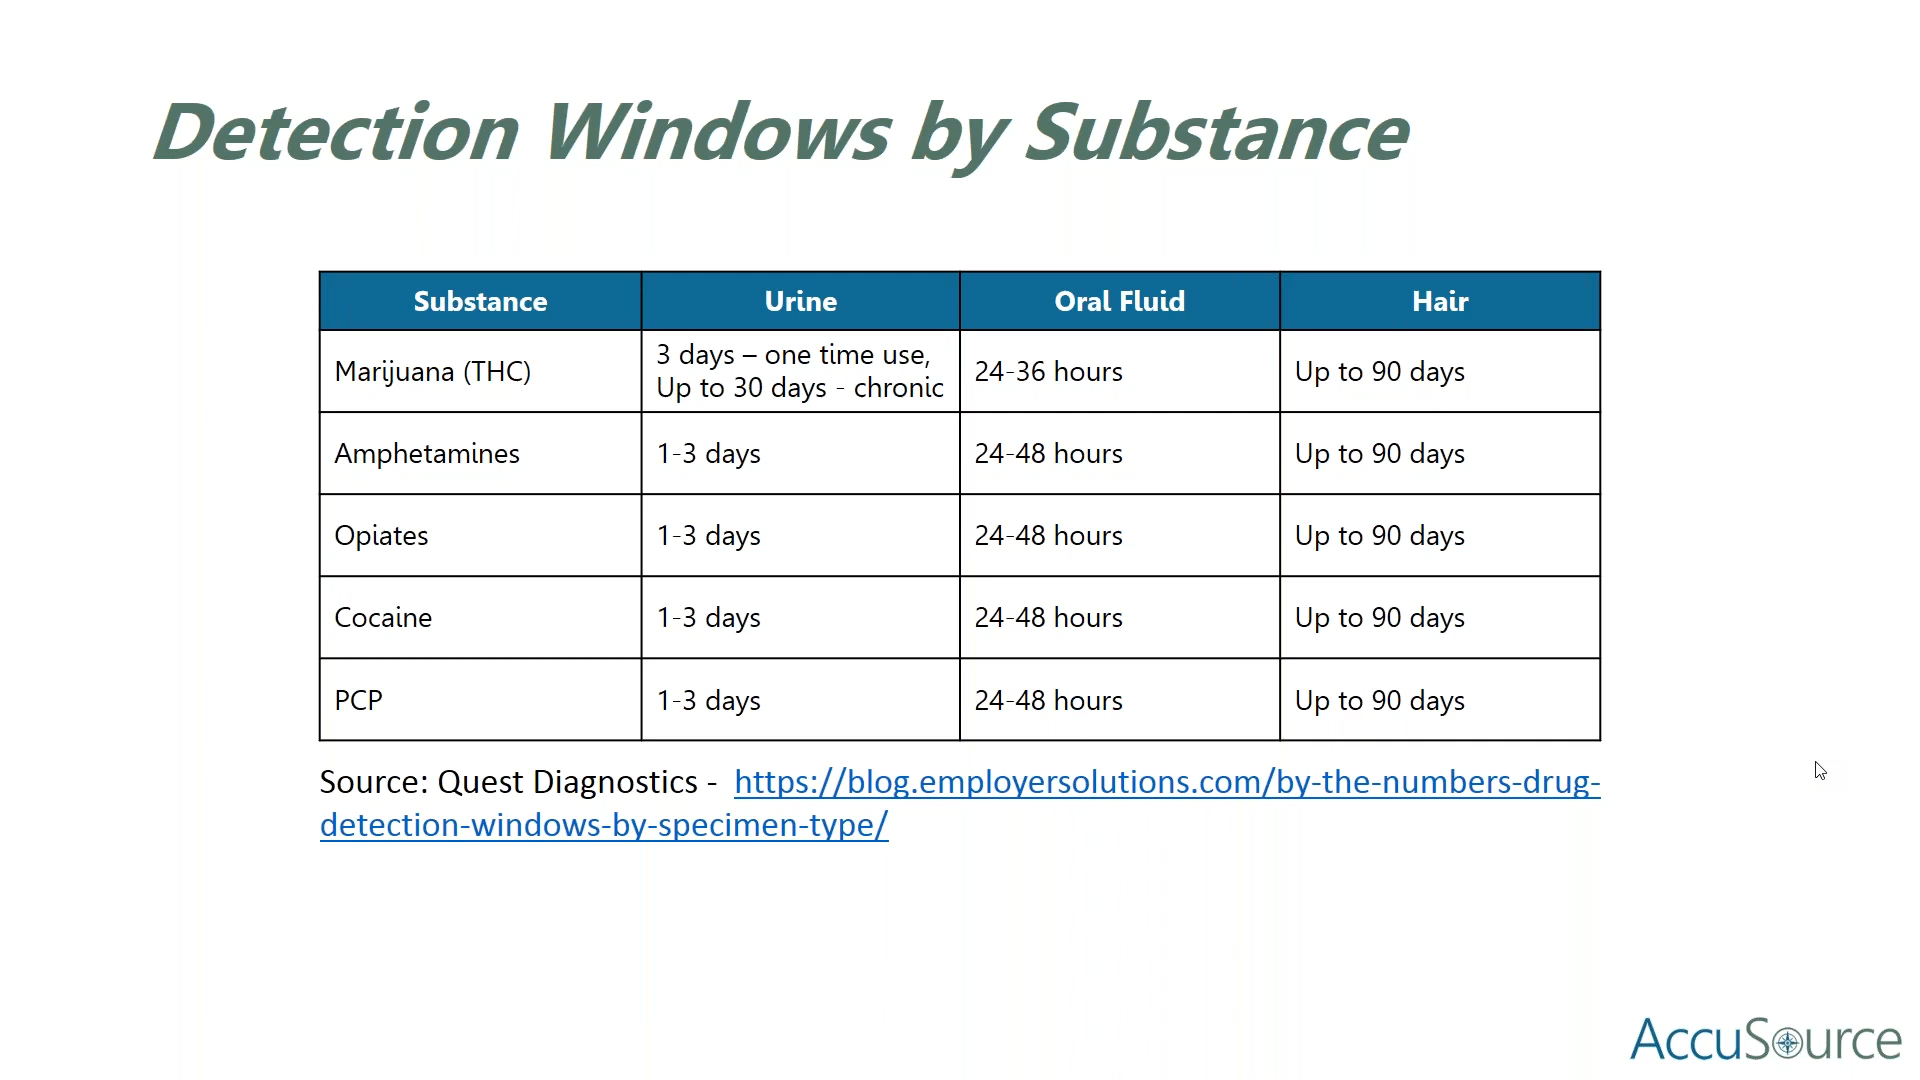 Detection Windows by Substance
Substance Urine Oral Fluid Hair
Marijuana (THC) 3 days – one time use, 24-36 hours Up to 90 days
Up to 30 days - chronic
Amphetamines 1-3 days 24-48 hours Up to 90 days
Opiates 1-3 days 24-48 hours Up to 90 days
Cocaine 1-3 days 24-48 hours Up to 90 days
PCP 1-3 days 24-48 hours Up to 90 days
Source: Quest Diagnostics - https://blog.employersolutions.com/by-the-numbers-drug-
detection-windows-by-specimen-type/
AccuSource